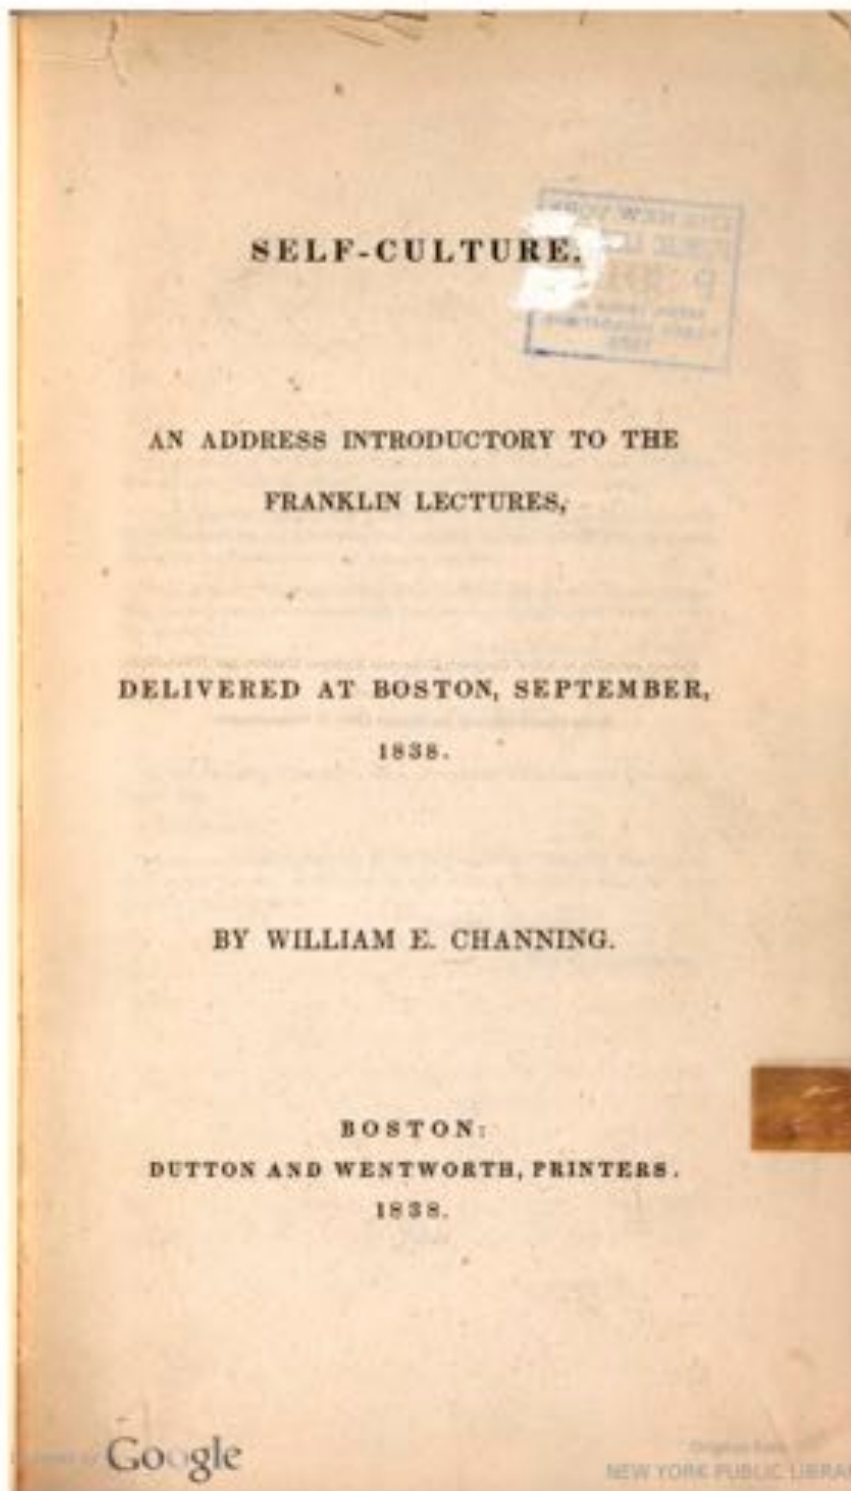 SELF-CULTURE.
AN ADDRESS INTRODUCTORY TO THE
FRANKLIN LECTURES,
DELIVERED AT BOSTON, SEPTEMBER,
1838.
BY WILLIAM E. CHANNING.
BOSTON:
DUTTON AND WENTWORTH, PRINTERS.
1838.
Google
NEW YORK PUBLIC